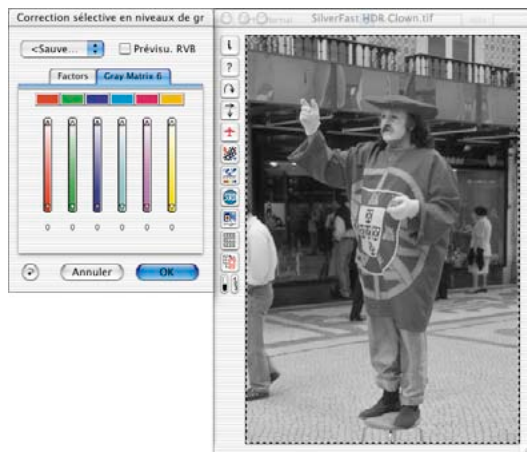 Correction sélective en niveaux de gr
<Sauve...
Prévisu. RVB
Factors
Gray Matrix 6
0 0 0 0 0 0
Annuler
OK
SilverFast HDR Clown.tif
?